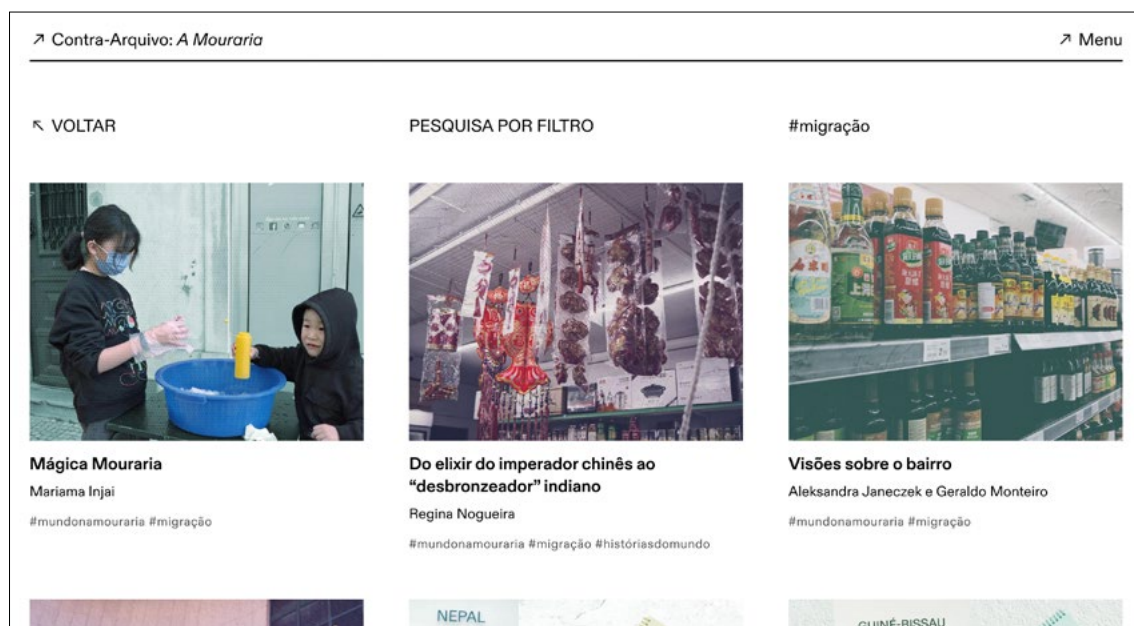 ↗ Contra-Arquivo: A Mouraria
↗ Menu
↖ VOLTAR
PESQUISA POR FILTRO
#migração
Mágica Mouraria
Mariama Injai
#mundonamouraria #migração
Do elixir do imperador chinês ao
“desbronzeador” indiano
Regina Nogueira
#mundonamouraria #migração #históriasdomundo
Visões sobre o bairro
Aleksandra Janeczek e Geraldo Monteiro
#mundonamouraria #migração
NEPAL
GUINÉ-BISSAU